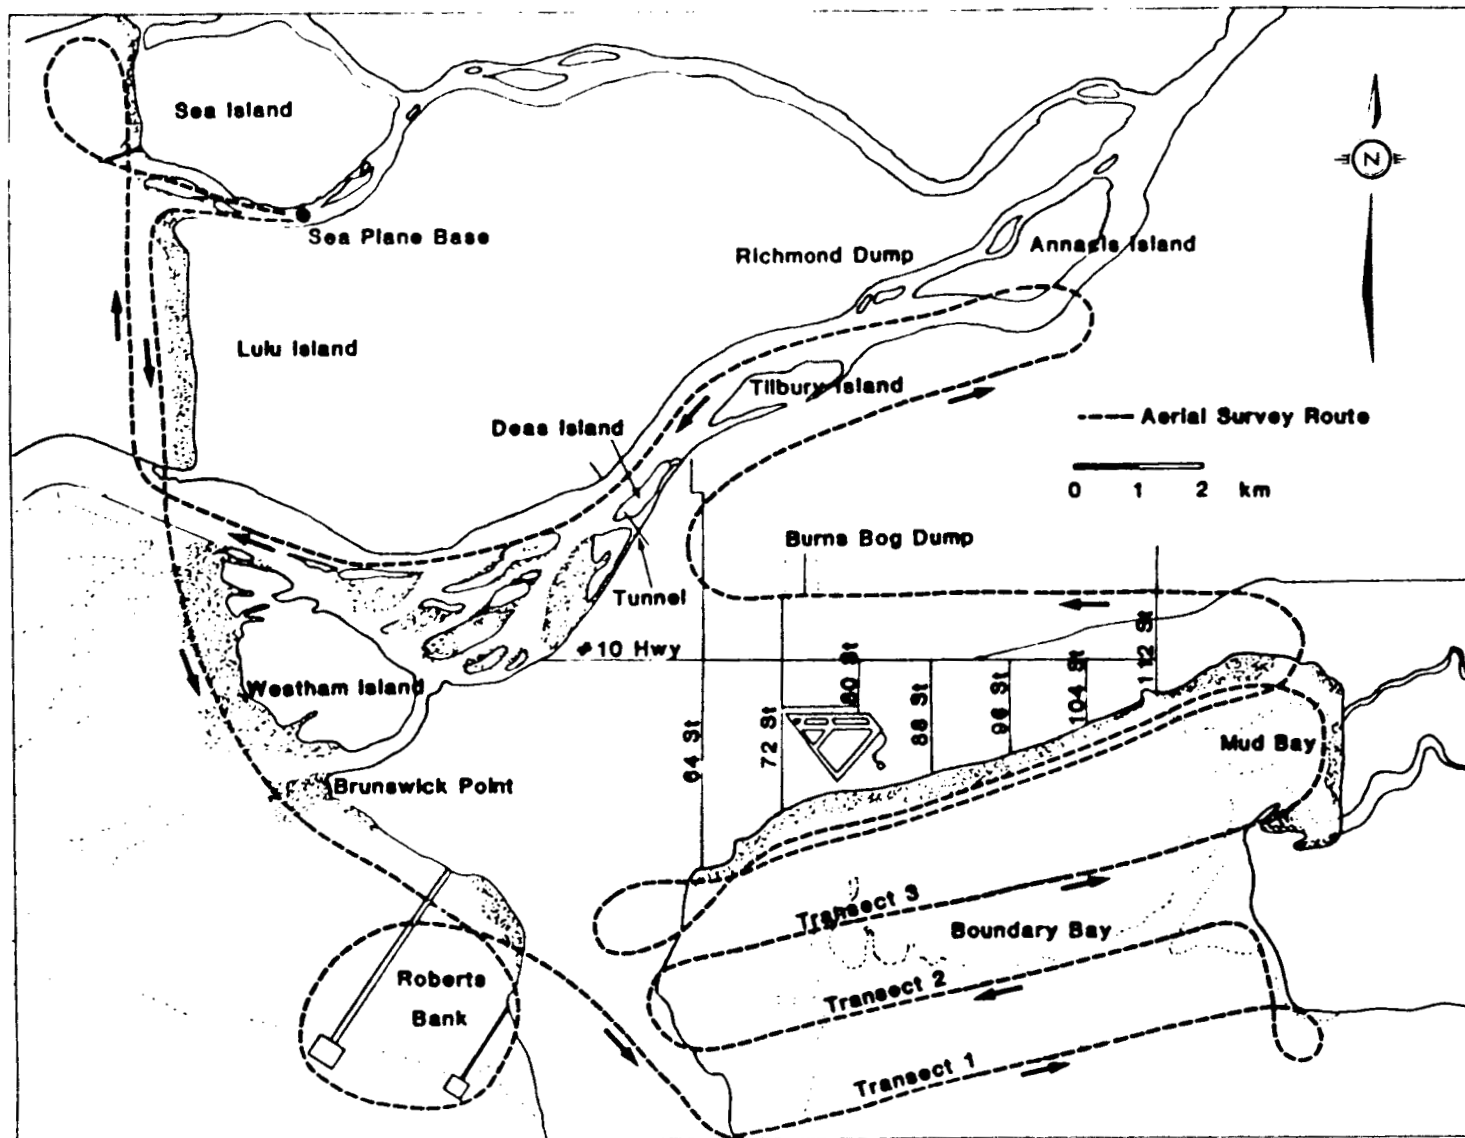 Sea Island
Sea Plane Base
Richmond Dump
Annacis Island
N
Lulu Island
Tilbury Island
Deas Island
Aerial Survey Route
0 1 2 km
Burns Bog Dump
Tunnel
#10 Hwy
Westham Island
64 St
72 St
80 St
88 St
96 St
104 St
112 St
Mud Bay
Brunswick Point
Transect 3
Boundary Bay
Roberts
Bank
Transect 2
Transect 1